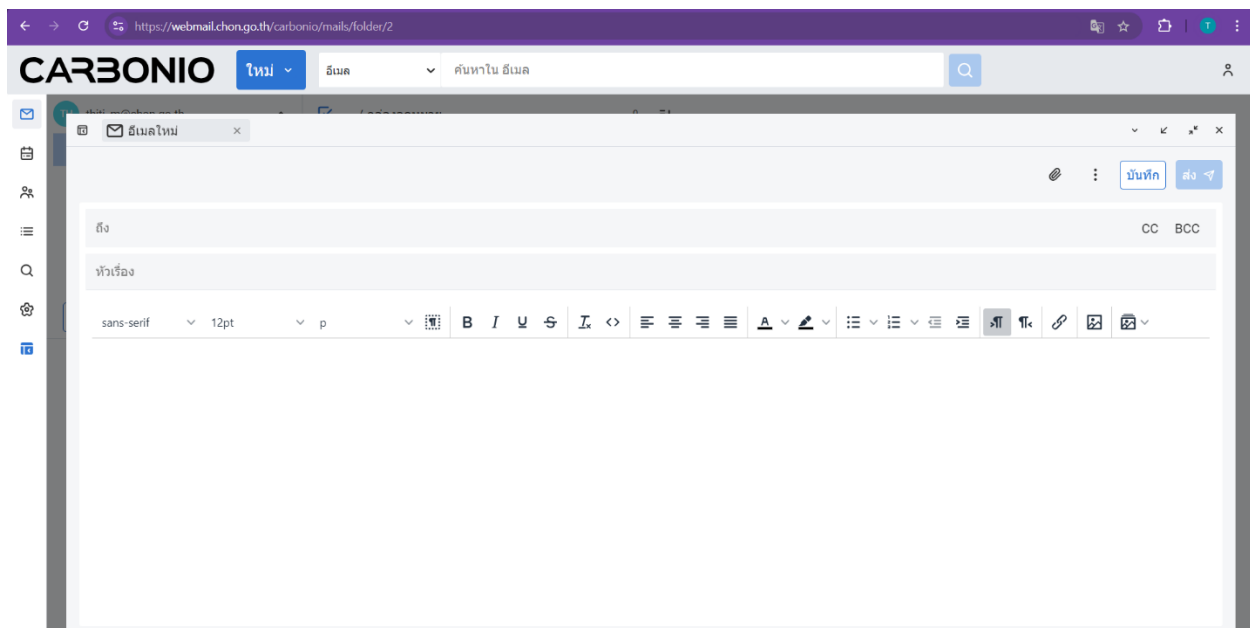 https://webmail.chon.go.th/carbonio/mails/folder/2
T
CARBONIO ใหม่ อีเมล ค้นหาใน อีเมล
อีเมลใหม่
บันทึก ส่ง
ถึง CC BCC
หัวเรื่อง
sans-serif 12pt p